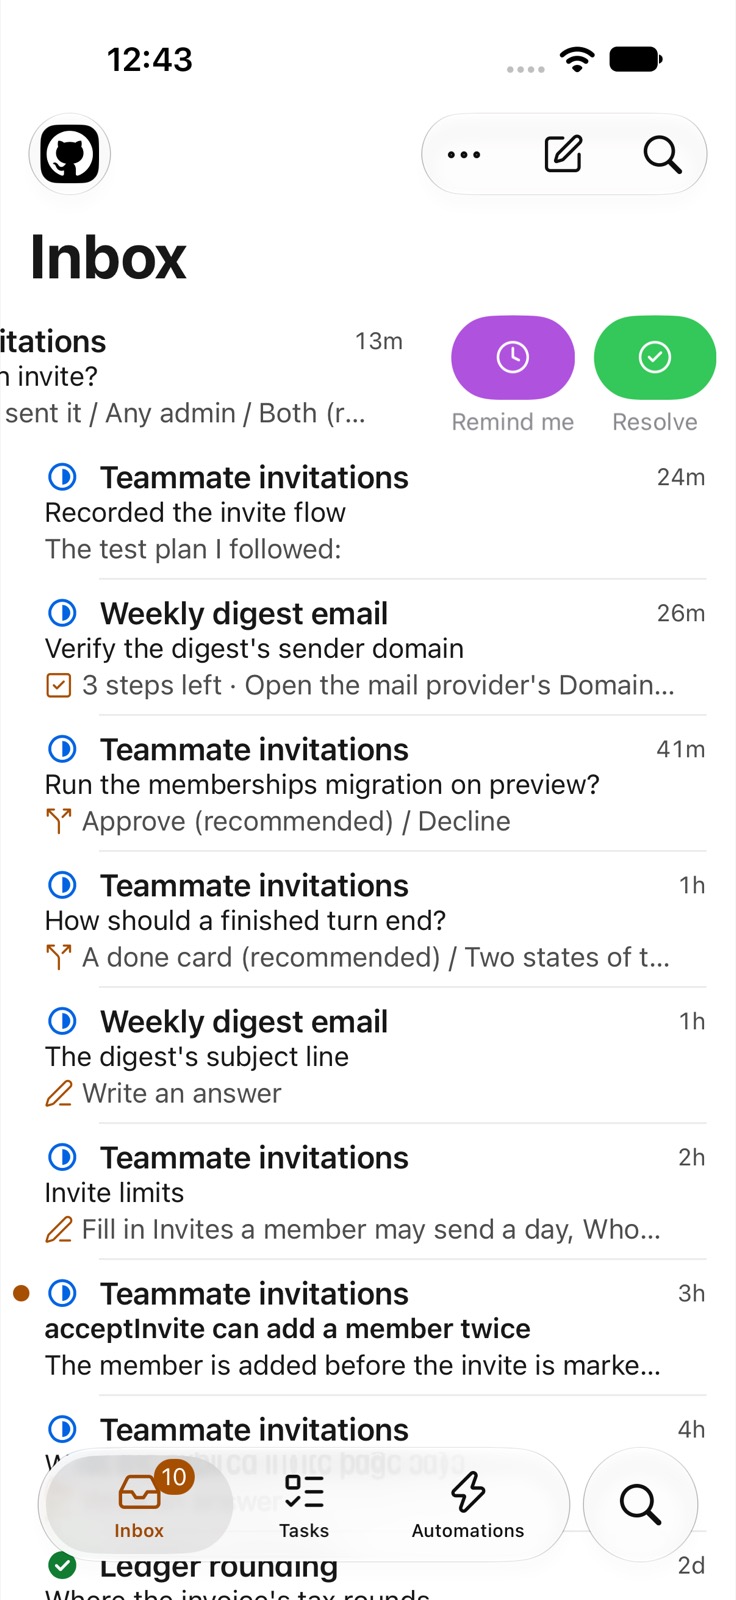 12:43
Inbox
itations
13m
invite?
sent it / Any admin / Both (r...
Remind me
Resolve
Teammate invitations
24m
Recorded the invite flow
The test plan I followed:
Weekly digest email
26m
Verify the digest's sender domain
3 steps left · Open the mail provider's Domain...
Teammate invitations
41m
Run the memberships migration on preview?
Approve (recommended) / Decline
Teammate invitations
1h
How should a finished turn end?
A done card (recommended) / Two states of t...
Weekly digest email
1h
The digest's subject line
Write an answer
Teammate invitations
2h
Invite limits
Fill in Invites a member may send a day, Who...
Teammate invitations
3h
acceptInvite can add a member twice
The member is added before the invite is marke...
Teammate invitations
4h
10
Inbox
Tasks
Automations
Ledger rounding
2d
Where the invoice's tax rounds